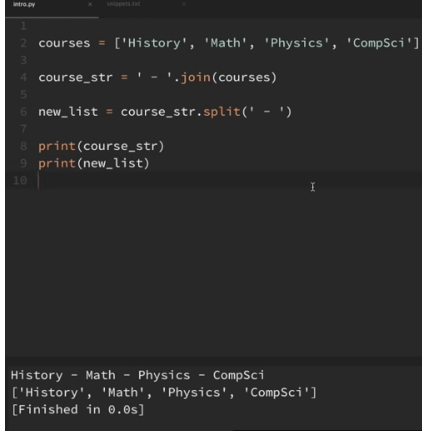 intro.py × snippets.txt ×
1
2 courses = ['History', 'Math', 'Physics', 'CompSci']
3
4 course_str = ' - '.join(courses)
5
6 new_list = course_str.split(' - ')
7
8 print(course_str)
9 print(new_list)
10
History - Math - Physics - CompSci
['History', 'Math', 'Physics', 'CompSci']
[Finished in 0.0s]